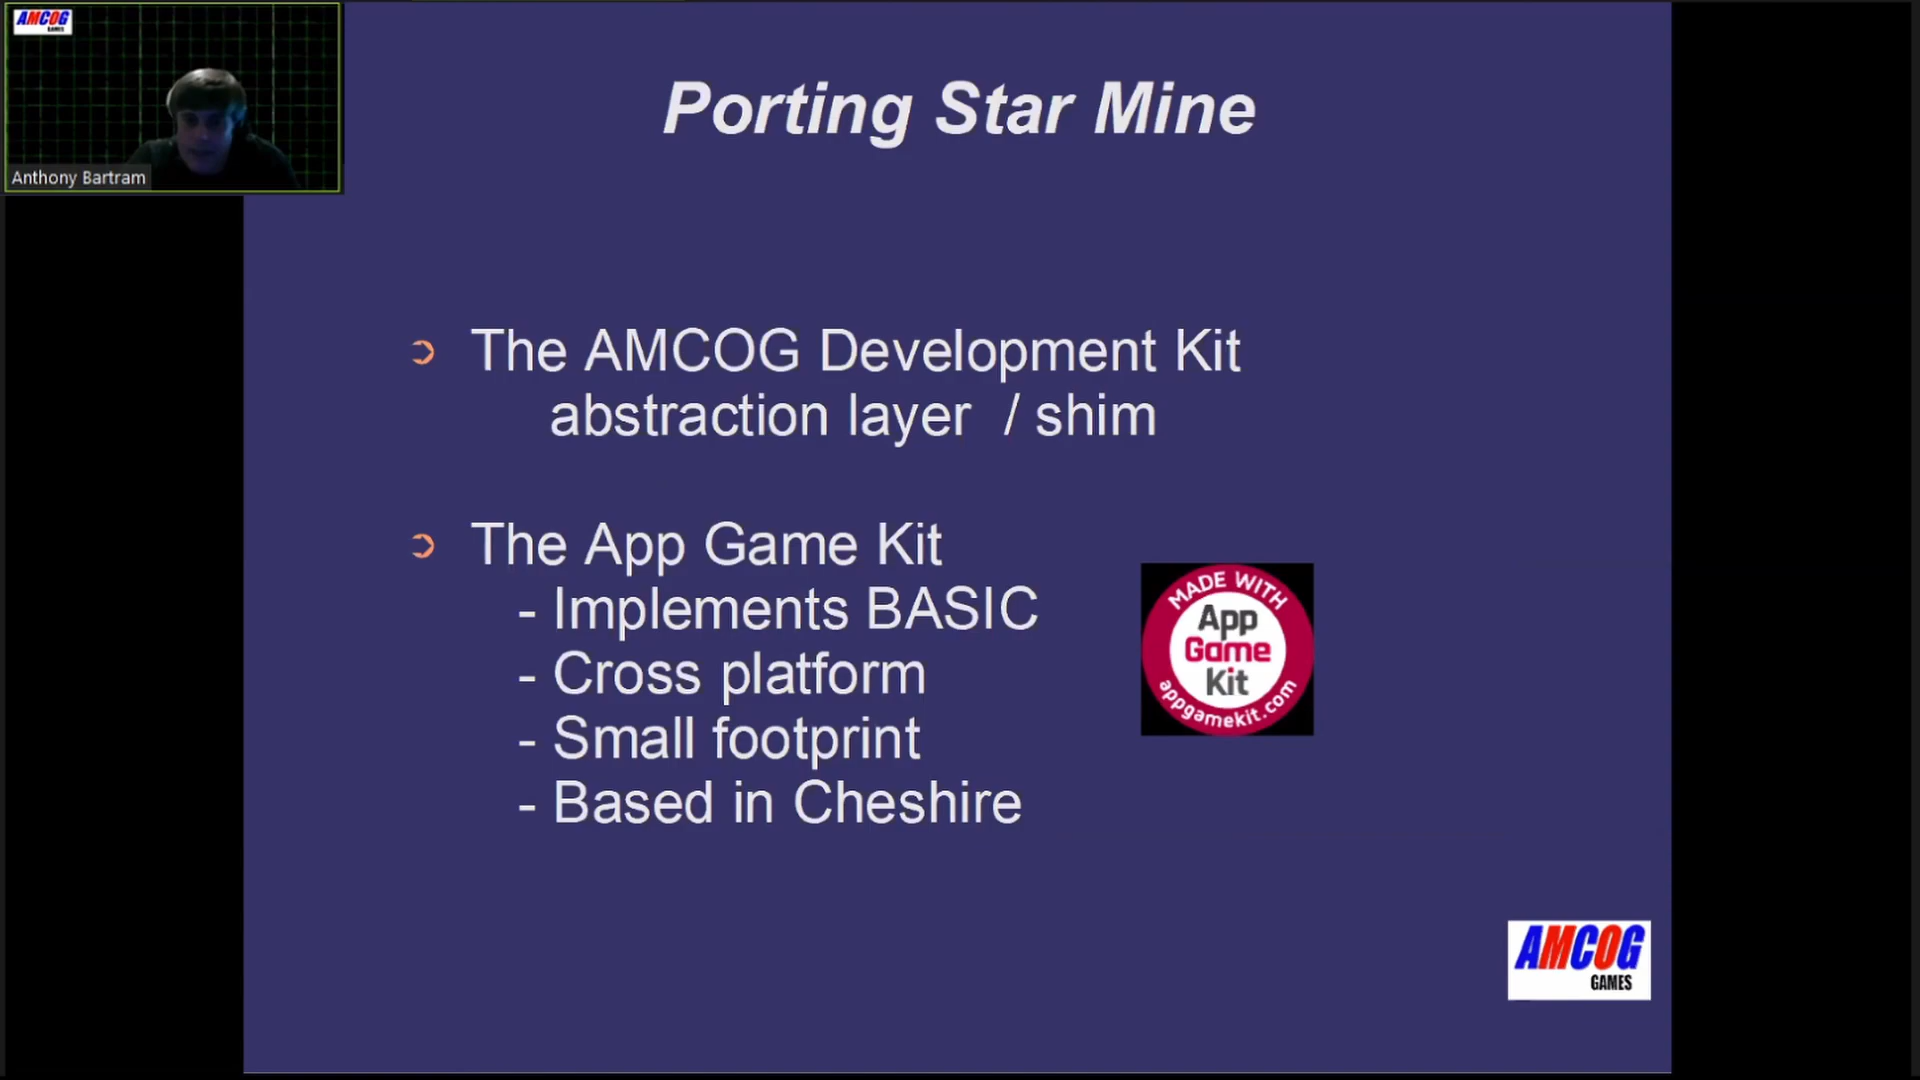 AMCOG
GAMES
Anthony Bartram
Porting Star Mine
The AMCOG Development Kit
abstraction layer / shim
The App Game Kit
- Implements BASIC
- Cross platform
- Small footprint
- Based in Cheshire
MADE WITH
App
Game
Kit
appgamekit.com
AMCOG
GAMES